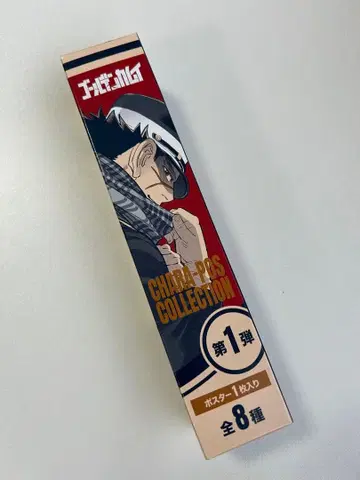 ゴールデンカムイ
CHARA-POS
COLLECTION
第1弾
ポスター1枚入り
全8種